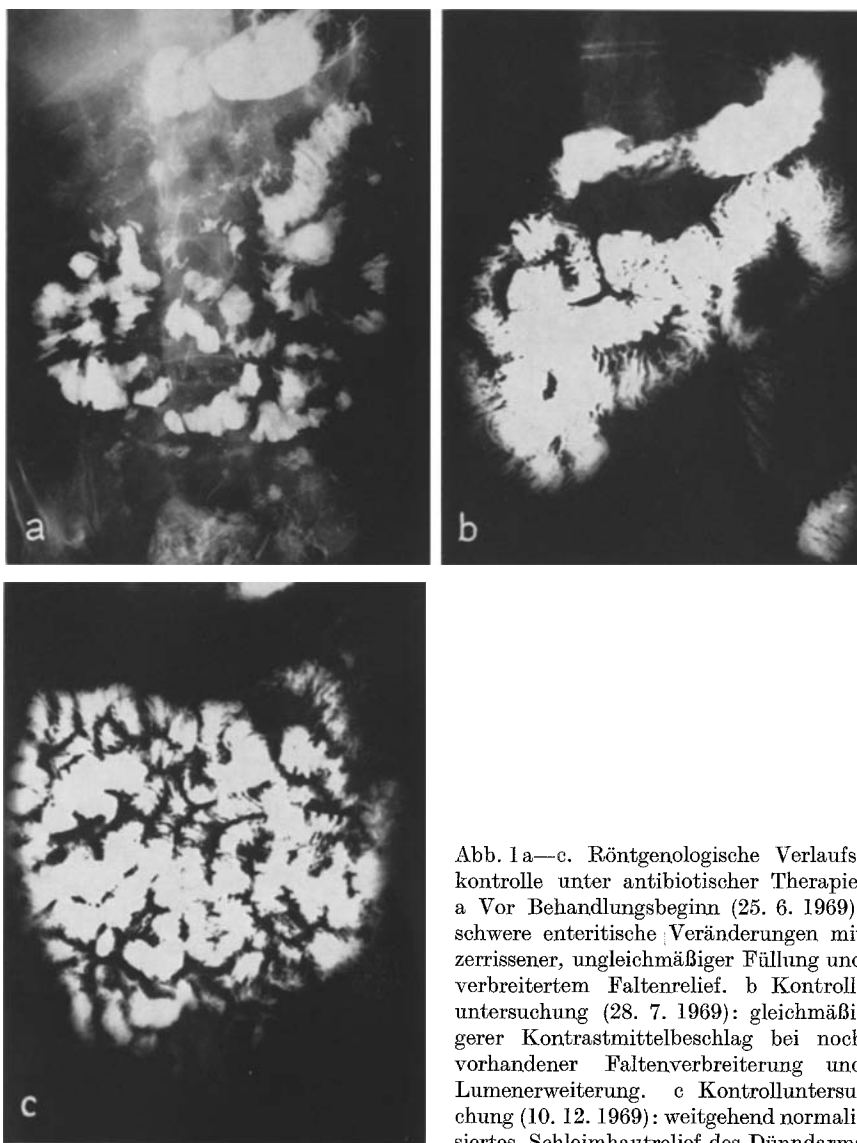 a
b
c
Abb. 1a—c. Röntgenologische Verlaufs
kontrolle unter antibiotischer Therapie
a Vor Behandlungsbeginn (25. 6. 1969)
schwere enteritische Veränderungen mi
zerrissener, ungleichmäßiger Füllung und
verbreitertem Faltenrelief. b Kontroll
untersuchung (28. 7. 1969): gleichmäßi
gerer Kontrastmittelbeschlag bei noch
vorhandener Faltenverbreiterung und
Lumenerweiterung. c Kontrolluntersu
chung (10. 12. 1969): weitgehend normali
siertes Schleimhautrelief des Dünndarms